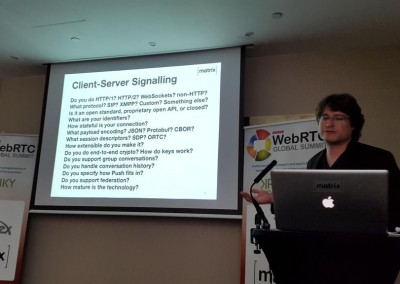 Client-Server Signalling
[matrix]
Do you do HTTP/1? HTTP/2? WebSockets? non-HTTP?
What protocol? SIP? XMPP? Custom? Something else?
Is it an open standard, proprietary open API, or closed?
What are your identifiers?
How stateful is your connection?
What payload encoding? JSON? Protobuf? CBOR?
What session descriptors? SDP? ORTC?
How extensible do you make it?
Do you do end-to-end crypto? How do keys work?
Do you support group conversations?
Do you handle conversation history?
Do you specify how Push fits in?
Do you support federation?
How mature is the technology?
WebRTC
GLOBAL SUMMIT
WebRTC
GLOBAL SUMMIT
matrix